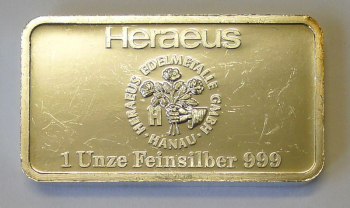 Heraeus
HERAEUS EDELMETALLE GMBH
HANAU
H H
1 Unze Feinsilber 999